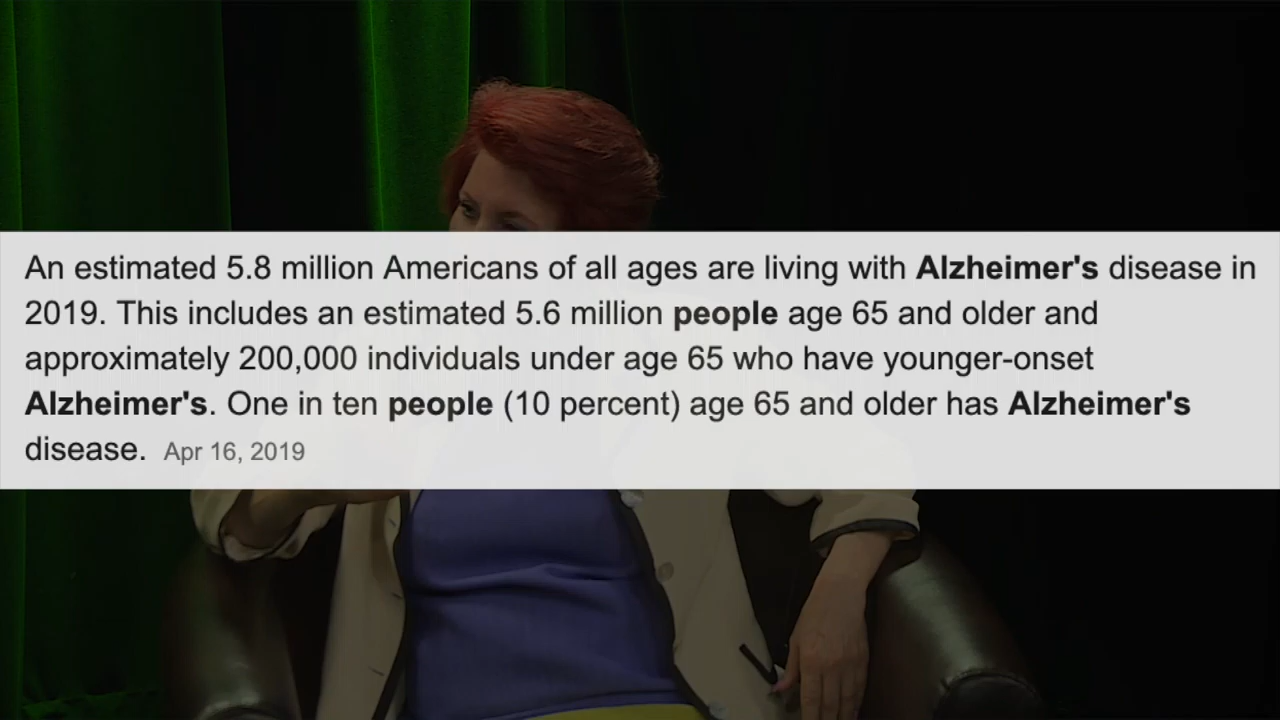 An estimated 5.8 million Americans of all ages are living with Alzheimer's disease in
2019. This includes an estimated 5.6 million people age 65 and older and
approximately 200,000 individuals under age 65 who have younger-onset
Alzheimer's. One in ten people (10 percent) age 65 and older has Alzheimer's
disease. Apr 16, 2019